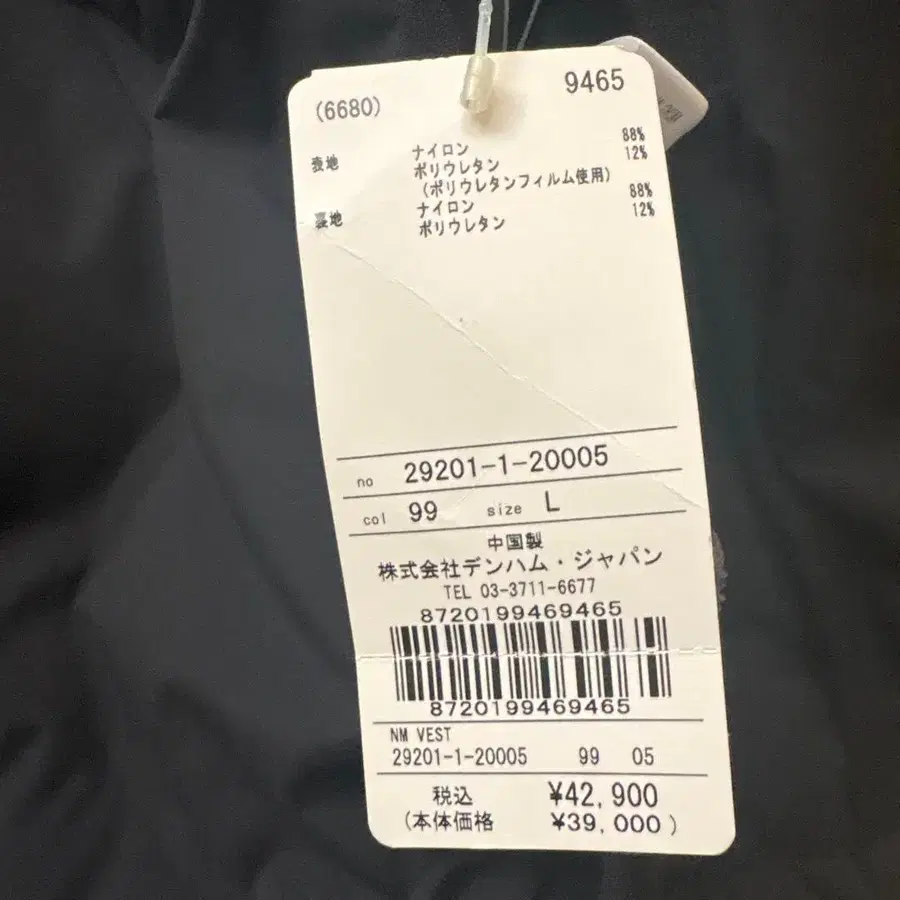 (6680) 9465
表地 ナイロン 88%
ポリウレタン 12%
(ポリウレタンフィルム使用)
裏地 ナイロン 88%
ポリウレタン 12%
no 29201-1-20005
col 99 size L
中国製
株式会社デンハム・ジャパン
TEL 03-3711-6677
8720199469465
8720199469465
NM VEST
29201-1-20005 99 05
税込 ¥42,900
(本体価格 ¥39,000)